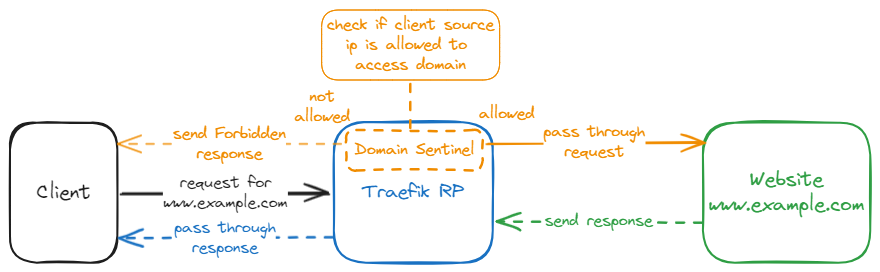 check if client source
ip is allowed to
access domain
not
allowed
allowed
send Forbidden
response
Domain Sentinel
pass through
request
Client
request for
www.example.com
Traefik RP
Website
www.example.com
pass through
response
send response